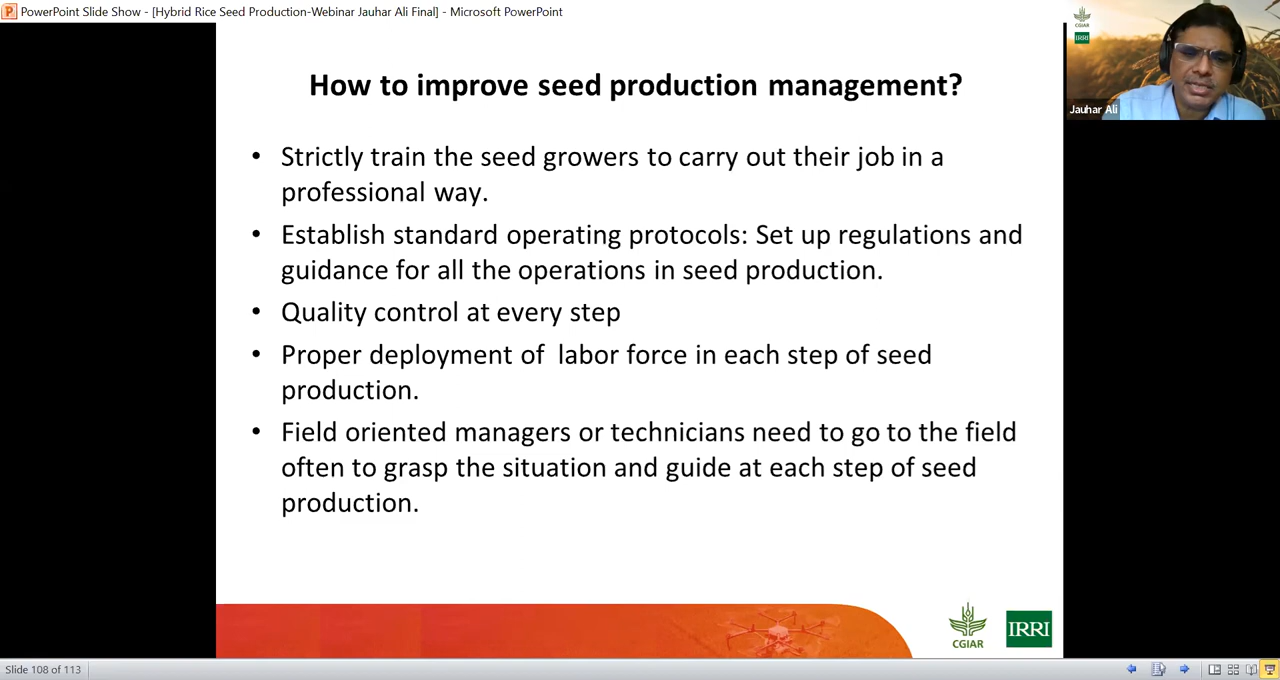 PowerPoint Slide Show - [Hybrid Rice Seed Production-Webinar Jauhar Ali Final] - Microsoft PowerPoint
CGIAR
IRRI
Jauhar Ali
How to improve seed production management?
• Strictly train the seed growers to carry out their job in a
professional way.
• Establish standard operating protocols: Set up regulations and
guidance for all the operations in seed production.
• Quality control at every step
• Proper deployment of  labor force in each step of seed
production.
• Field oriented managers or technicians need to go to the field
often to grasp the situation and guide at each step of seed
production.
CGIAR
IRRI
Slide 108 of 113